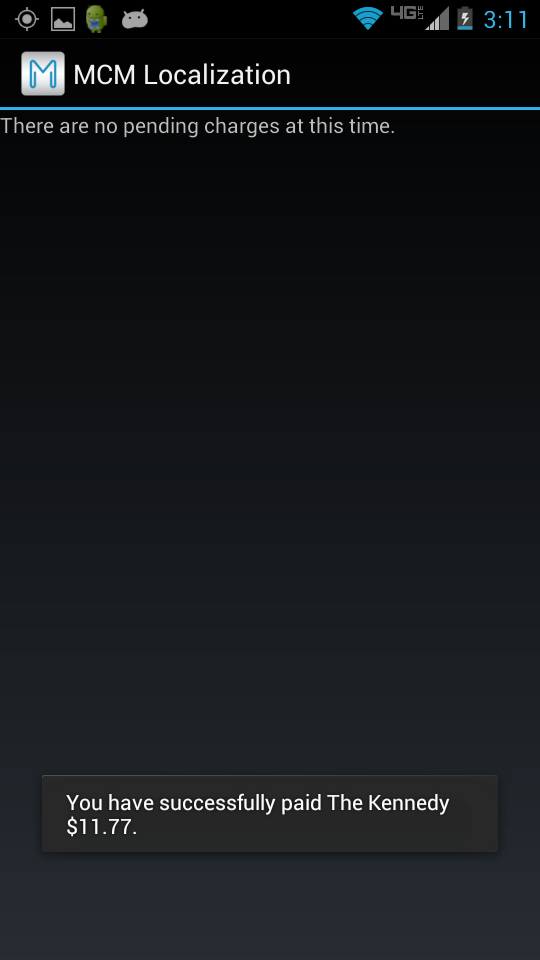 4G LTE 3:11
MCM Localization
There are no pending charges at this time.
You have successfully paid The Kennedy
$11.77.